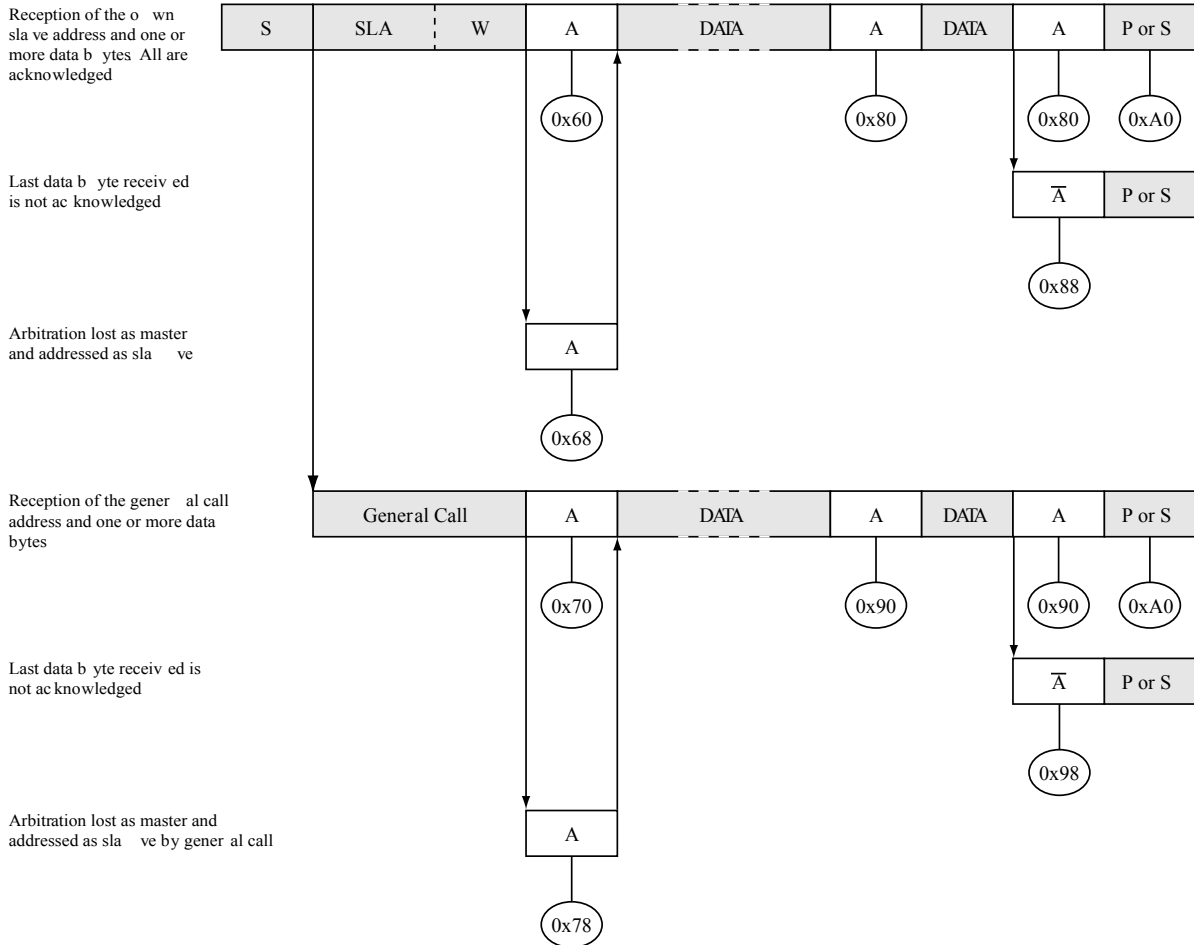 Reception of the o wn
sla ve address and one or
more data b ytes. All are
acknowledged
S SLA W A DATA A DATA A P or S
0x60 0x80 0x80 0xA0
Last data b yte receiv ed
is not ac knowledged
A P or S
0x88
Arbitration lost as master
and addressed as sla ve
A
0x68
Reception of the gener al call
address and one or more data
bytes
General Call A DATA A DATA A P or S
0x70 0x90 0x90 0xA0
Last data b yte receiv ed is
not ac knowledged
A P or S
0x98
Arbitration lost as master and
addressed as sla ve by gener al call
A
0x78